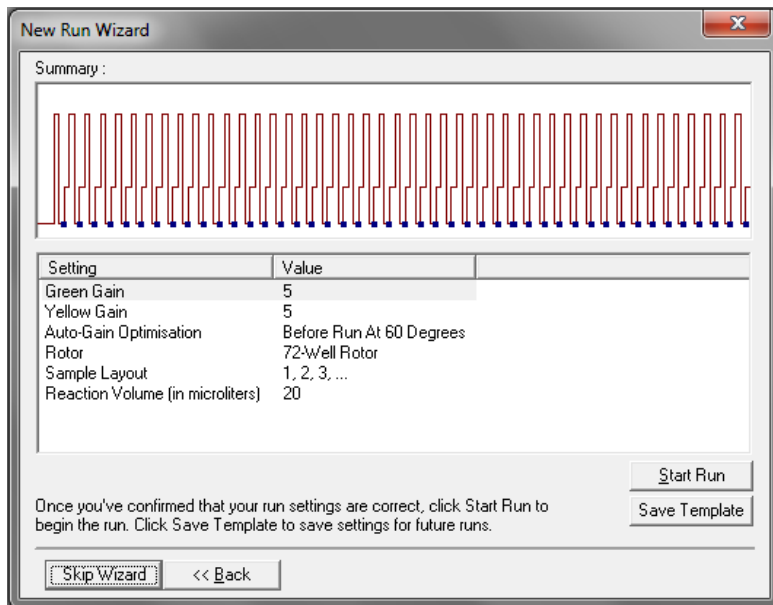 New Run Wizard
Summary :
Setting Value
Green Gain 5
Yellow Gain 5
Auto-Gain Optimisation Before Run At 60 Degrees
Rotor 72-Well Rotor
Sample Layout 1, 2, 3, ...
Reaction Volume (in microliters) 20
Start Run
Once you've confirmed that your run settings are correct, click Start Run to
begin the run. Click Save Template to save settings for future runs.
Save Template
Skip Wizard << Back